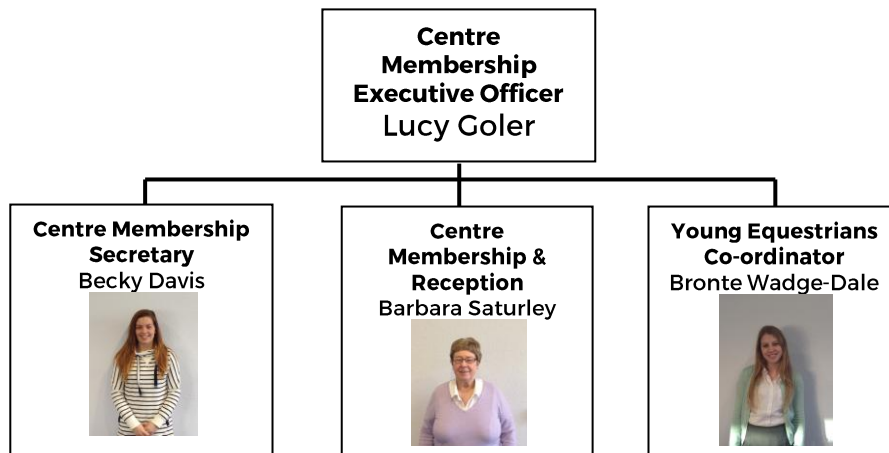 Centre
Membership
Executive Officer
Lucy Goler
Centre Membership
Secretary
Becky Davis
Centre
Membership &
Reception
Barbara Saturley
Young Equestrians
Co-ordinator
Bronte Wadge-Dale